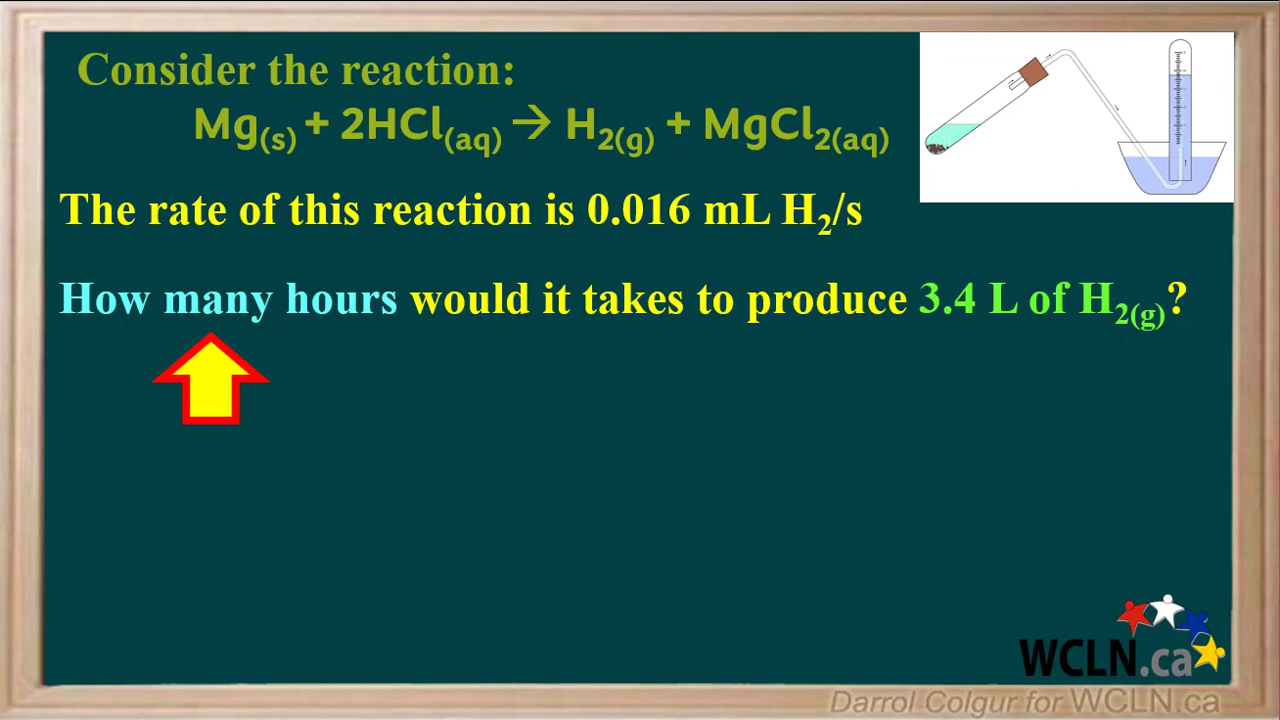 Consider the reaction:
Mg(s) + 2HCl(aq) → H2(g) + MgCl2(aq)
The rate of this reaction is 0.016 mL H2/s
How many hours would it takes to produce 3.4 L of H2(g)?
WCLN.ca
Darrol Colgur for WCLN.ca